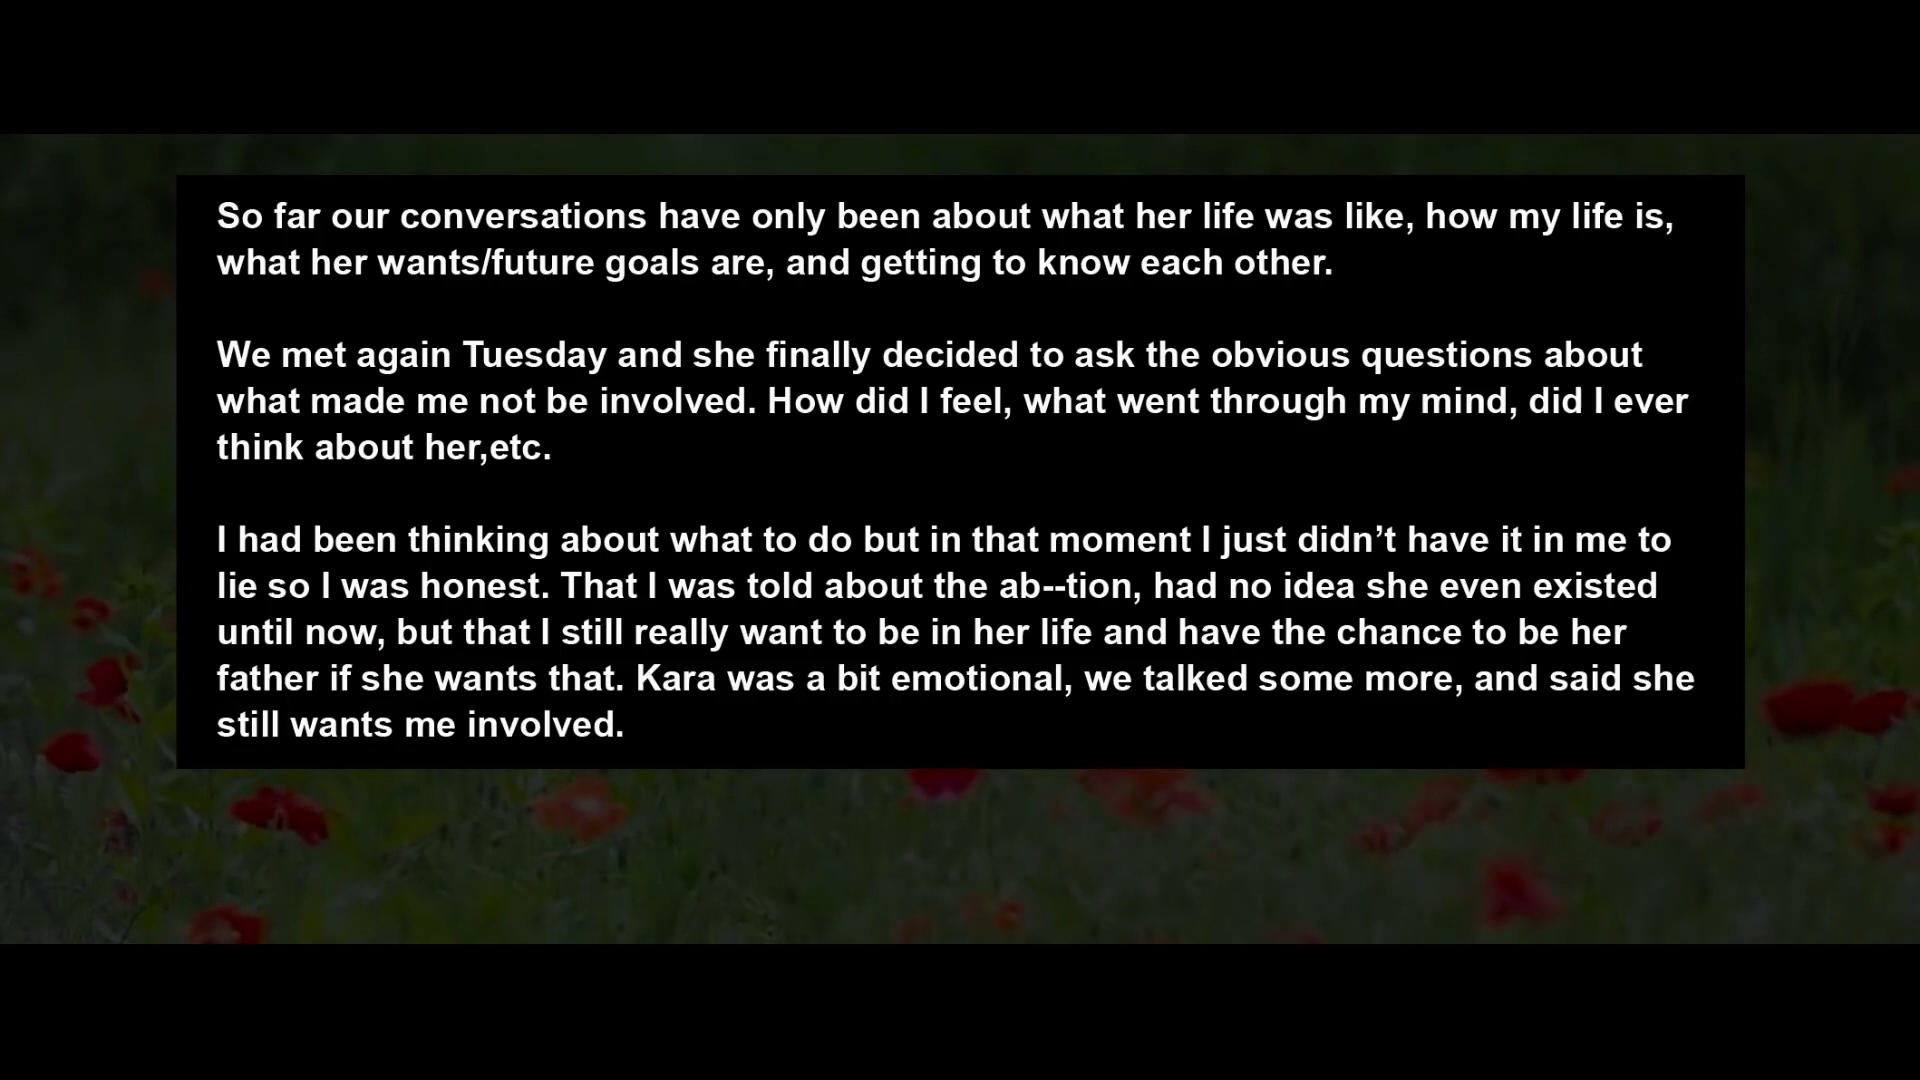 So far our conversations have only been about what her life was like, how my life is,
what her wants/future goals are, and getting to know each other.
We met again Tuesday and she finally decided to ask the obvious questions about
what made me not be involved. How did I feel, what went through my mind, did I ever
think about her,etc.
I had been thinking about what to do but in that moment I just didn’t have it in me to
lie so I was honest. That I was told about the ab--tion, had no idea she even existed
until now, but that I still really want to be in her life and have the chance to be her
father if she wants that. Kara was a bit emotional, we talked some more, and said she
still wants me involved.